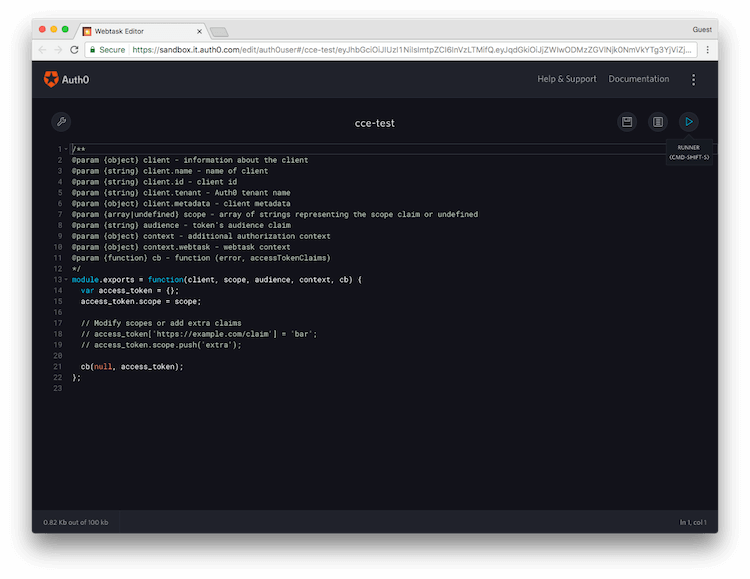 Webtask Editor
Guest
Secure https://sandbox.it.auth0.com/edit/auth0user#/cce-test/
Auth0
Help & Support Documentation
cce-test
RUNNER
(CMD-SHIFT-S)
1 /**
2 @param {object} client - information about the client
3 @param {string} client.name - name of client
4 @param {string} client.id - client id
5 @param {string} client.tenant - Auth0 tenant name
6 @param {object} client.metadata - client metadata
7 @param {array|undefined} scope - array of strings representing the scope claim or undefined
8 @param {string} audience - token's audience claim
9 @param {object} context - additional authorization context
10 @param {object} context.webtask - webtask context
11 @param {function} cb - function (error, accessTokenClaims)
12 */
13 module.exports = function(client, scope, audience, context, cb) {
14 var access_token = {};
15 access_token.scope = scope;
16
17 // Modify scopes or add extra claims
18 // access_token['https://example.com/claim'] = 'bar';
19 // access_token.scope.push('extra');
20
21 cb(null, access_token);
22 };
23
0.82 Kb out of 100 kb
ln 1, col 1